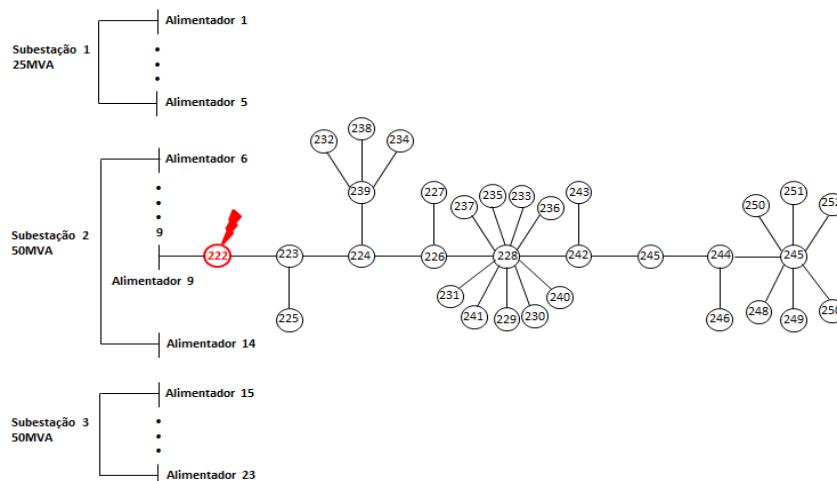 Alimentador 1
Subestação 1
25MVA
Alimentador 5
238
232
234
Alimentador 6
239
227
235
233
243
250
251
252
237
236
Subestação 2
50MVA
9
222
223
224
226
228
242
245
244
245
Alimentador 9
231
240
225
241
229
230
246
248
249
250
Alimentador 14
Alimentador 15
Subestação 3
50MVA
Alimentador 23